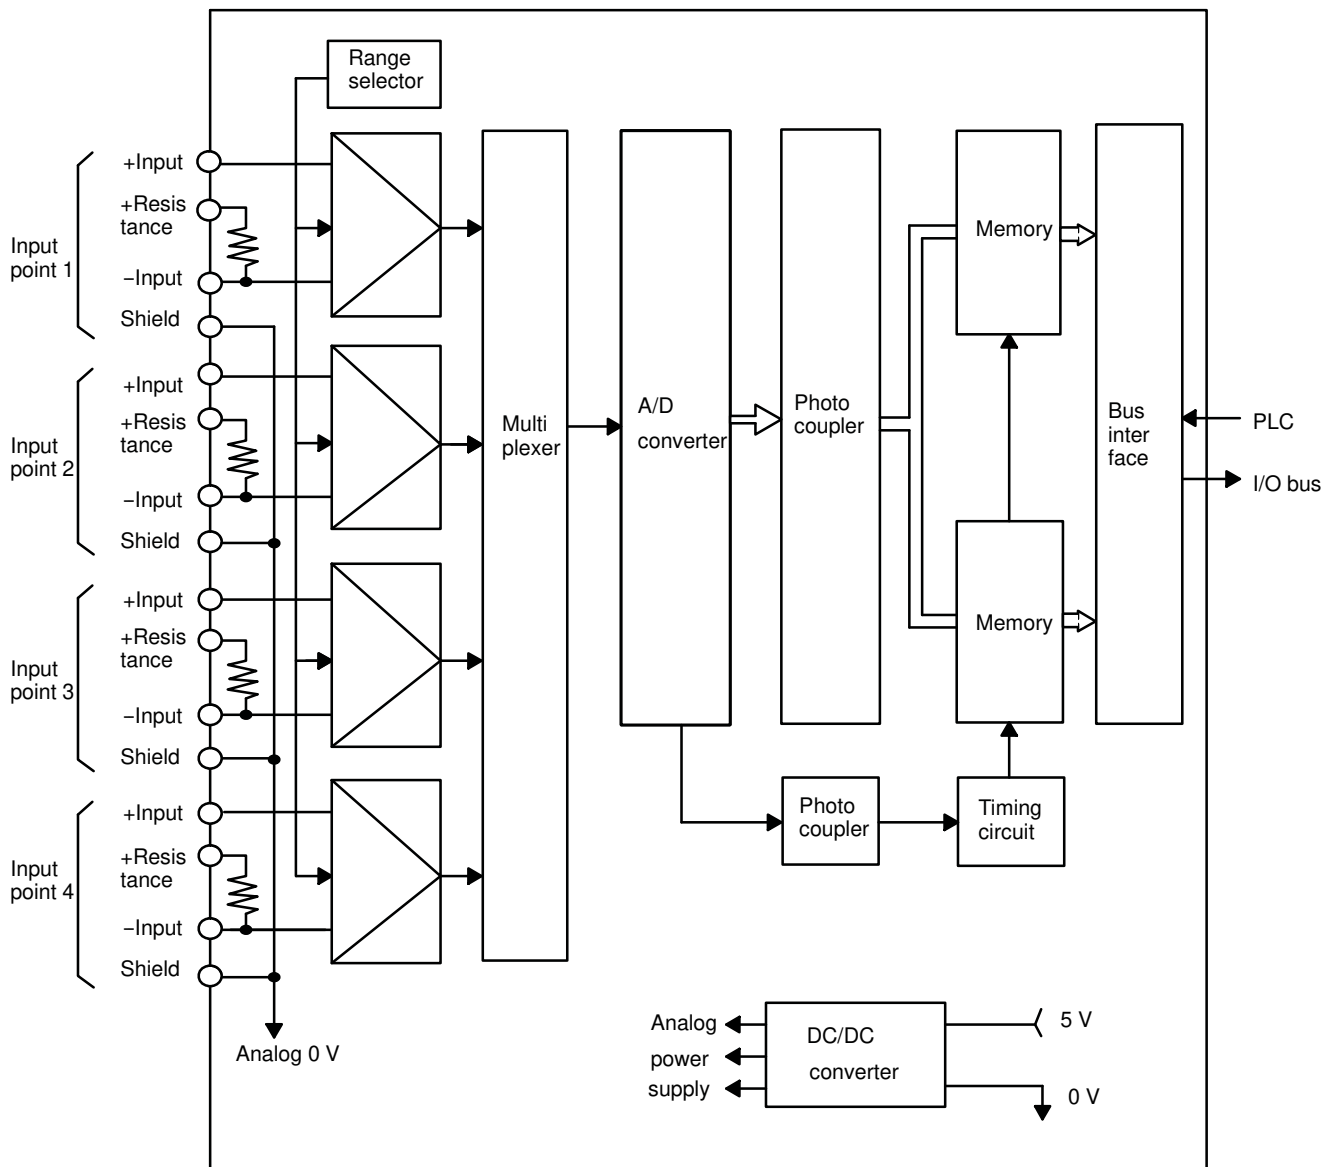 Range
selector
Input
point 1
+Input
+Resis
tance
−Input
Shield
Input
point 2
+Input
+Resis
tance
−Input
Shield
Input
point 3
+Input
+Resis
tance
−Input
Shield
Input
point 4
+Input
+Resis
tance
−Input
Shield
Analog 0 V
Multi
plexer
A/D
converter
Photo
coupler
Memory
Memory
Bus
inter
face
PLC
I/O bus
Photo
coupler
Timing
circuit
Analog
power
supply
DC/DC
converter
5 V
0 V